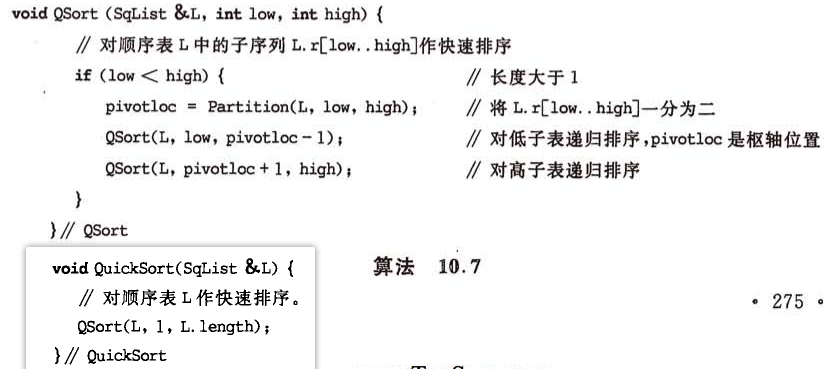 void QSort (SqList &L, int low, int high) {
// 对顺序表 L 中的子序列 L.r[low..high]作快速排序
if (low < high) { // 长度大于 1
pivotloc = Partition(L, low, high); // 将 L.r[low..high]一分为二
QSort(L, low, pivotloc-1); // 对低子表递归排序,pivotloc 是枢轴位置
QSort(L, pivotloc+1, high); // 对高子表递归排序
}
}// QSort
算法 10.7
· 275 ·
void QuickSort(SqList &L) {
// 对顺序表 L 作快速排序。
QSort(L, 1, L.length);
}// QuickSort